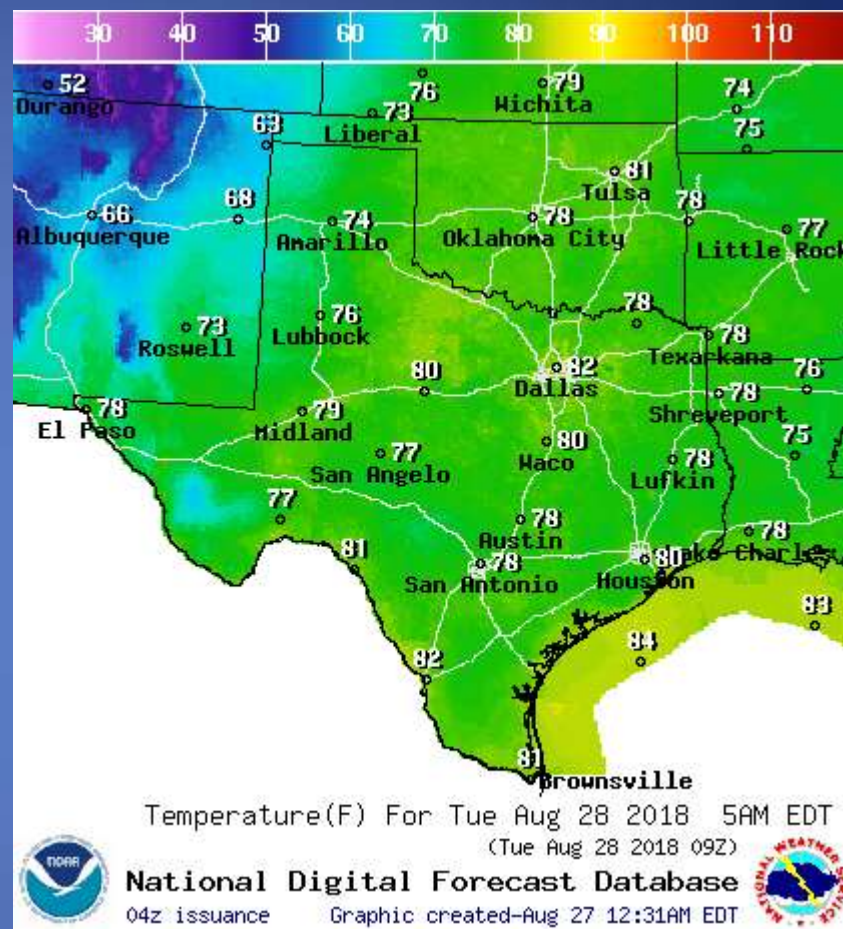 30 40 50 60 70 80 90 100 110
52 76 79 74
Durango Wichita
63 73 75
Liberal
81
Tulsa
66 68 74 78 78 77
Albuquerque Amarillo Oklahoma City Little Rock
73 76 78 78
Roswell Lubbock Texarkana
80 82 76
Dallas
78 79 78
El Paso Midland Shreveport
77 80 78 75
San Angelo Waco Lufkin
77 78 78
Austin Lake Charles
81 78 80
San Antonio Houston
83
84
82
81
Brownsville
Temperature(F) For Tue Aug 28 2018 5AM EDT
(Tue Aug 28 2018 09Z)
National Digital Forecast Database
04z issuance Graphic created-Aug 27 12:31AM EDT
NOAA
NATIONAL WEATHER SERVICE